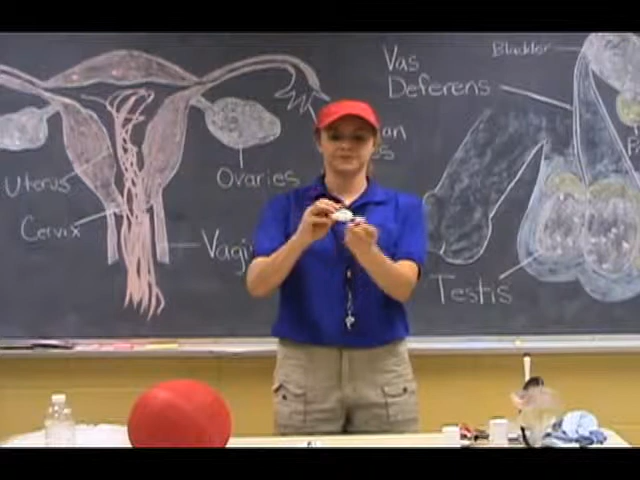 Vas
Deferens
Bladder
Ovaries
Uterus
Cervix
Testis